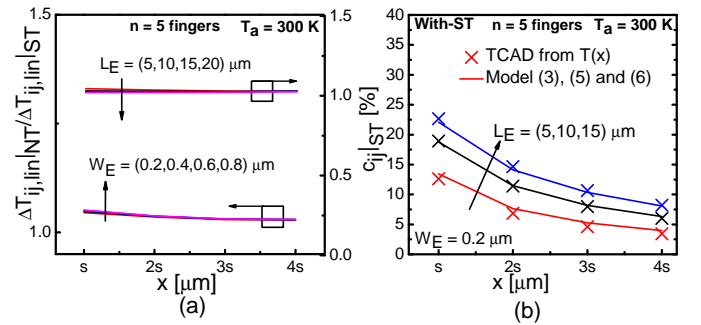 n = 5 fingers T_a = 300 K
ΔT_ij,lin|_NT/ΔT_ij,lin|_ST
1.5
1.0
1.5
1.0
0.5
0.0
L_E = (5,10,15,20) μm
W_E = (0.2,0.4,0.6,0.8) μm
s 2s 3s 4s
x [μm]
(a)
With-ST n = 5 fingers T_a = 300 K
c_ij|_ST [%]
40
35
30
25
20
15
10
5
0
TCAD from T(x)
Model (3), (5) and (6)
L_E = (5,10,15) μm
W_E = 0.2 μm
s 2s 3s 4s
x [μm]
(b)